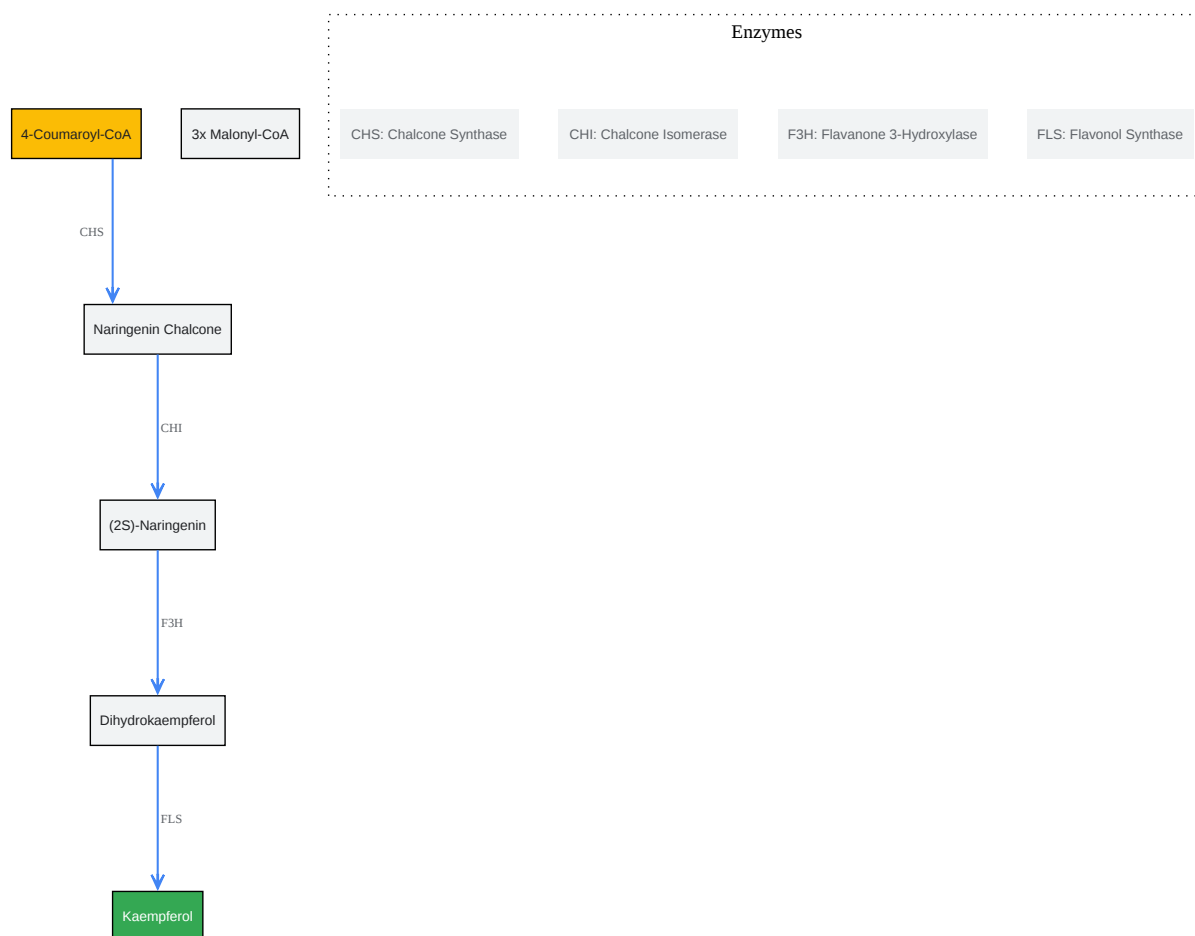 Enzymes
4-Coumaroyl-CoA
3x Malonyl-CoA
CHS: Chalcone Synthase
CHI: Chalcone Isomerase
F3H: Flavanone 3-Hydroxylase
FLS: Flavonol Synthase
CHS
Naringenin Chalcone
CHI
(2S)-Naringenin
F3H
Dihydrokaempferol
FLS
Kaempferol